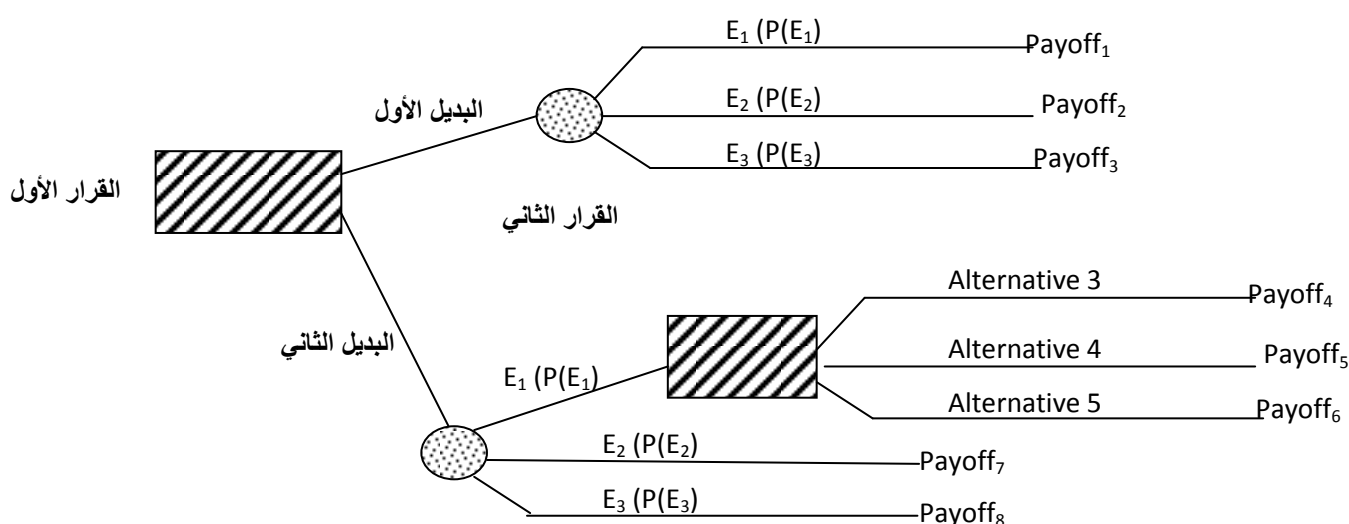 E₁ (P(E₁)
Payoff₁
البديل الأول
E₂ (P(E₂)
Payoff₂
E₃ (P(E₃)
Payoff₃
القرار الأول
القرار الثاني
Alternative 3
Payoff₄
البديل الثاني
Alternative 4
Payoff₅
E₁ (P(E₁)
Alternative 5
Payoff₆
E₂ (P(E₂)
Payoff₇
E₃ (P(E₃)
Payoff₈